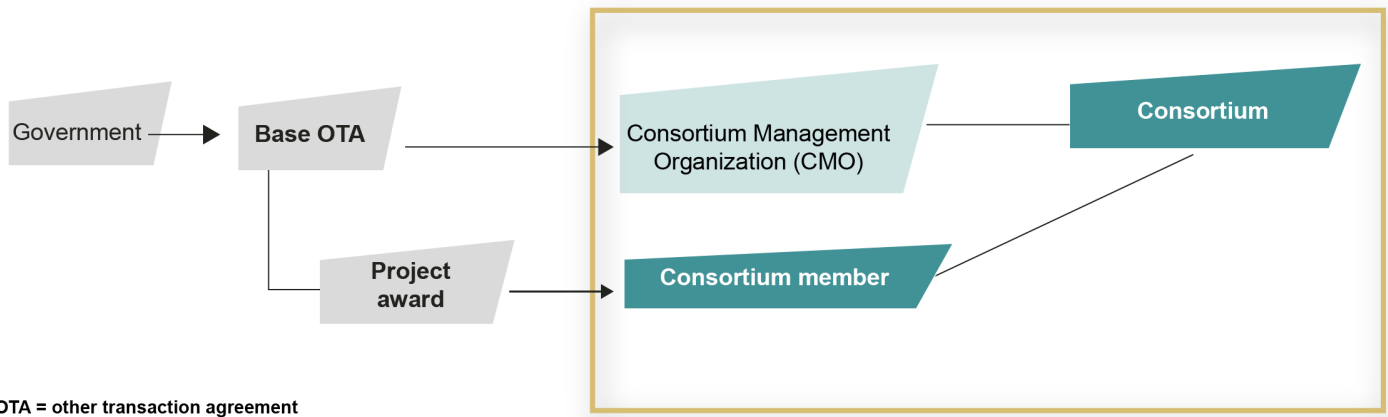 Government
Base OTA
Consortium Management
Organization (CMO)
Consortium
Project
award
Consortium member
OTA = other transaction agreement